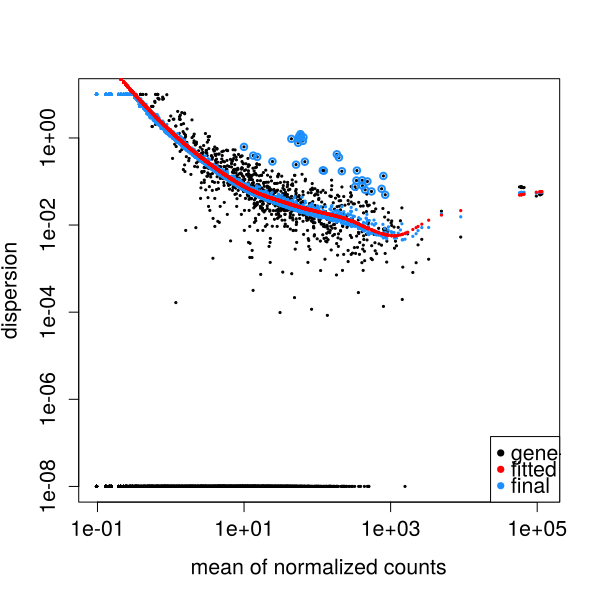 dispersion
1e+00
1e-02
1e-04
1e-06
1e-08
gene-
fitted
final
1e-01
1e+01
1e+03
1e+05
mean of normalized counts